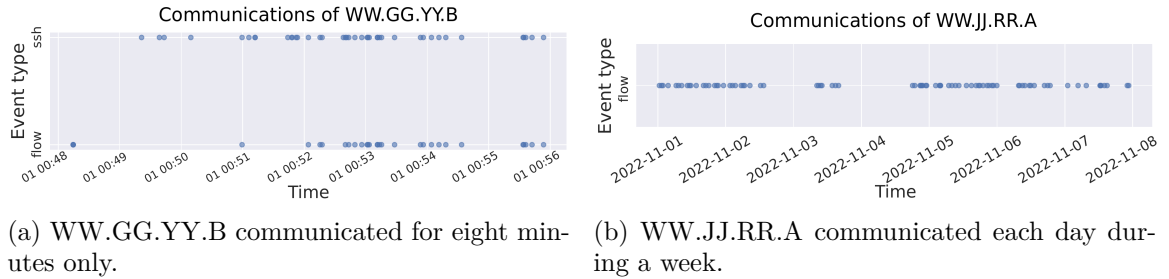 Communications of WW.GG.YY.B
Event type
ssh
flow
01 00:48
01 00:49
01 00:50
01 00:51
01 00:52
01 00:53
01 00:54
01 00:55
01 00:56
Time
(a) WW.GG.YY.B communicated for eight min-
utes only.
Communications of WW.JJ.RR.A
Event type
flow
2022-11-01
2022-11-02
2022-11-03
2022-11-04
2022-11-05
2022-11-06
2022-11-07
2022-11-08
Time
(b) WW.JJ.RR.A communicated each day dur-
ing a week.